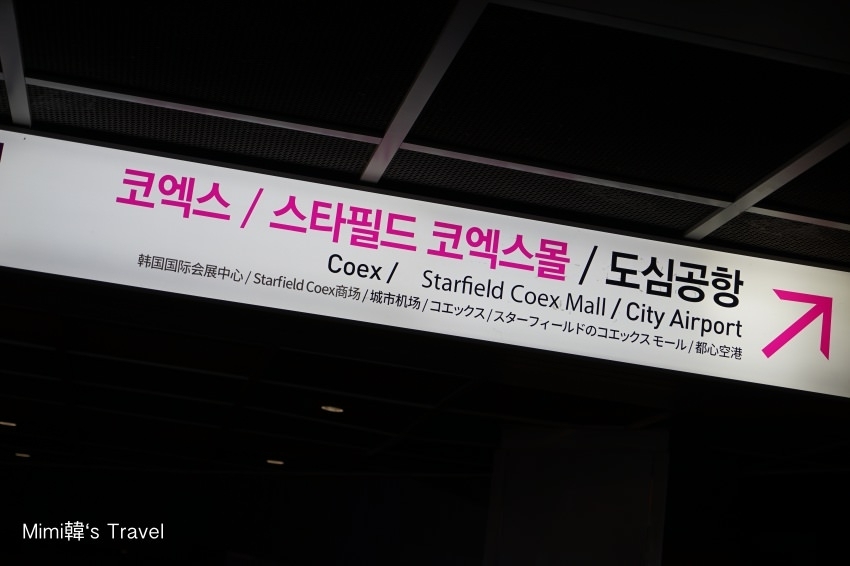 코엑스 / 스타필드 코엑스몰 / 도심공항
Coex / Starfield Coex Mall / City Airport
韩国国际会展中心 / Starfield Coex商场 / 城市机场 / コエックス / スターフィールドのコエックス モール / 都心空港
Mimi韓's Travel